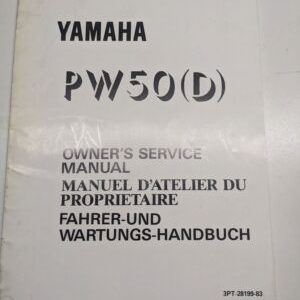 YAMAHA
PW50(D)
OWNER'S SERVICE
MANUAL
MANUEL D'ATELIER DU
PROPRIETAIRE
FAHRER-UND
WARTUNGS-HANDBUCH
3PT-28199-83